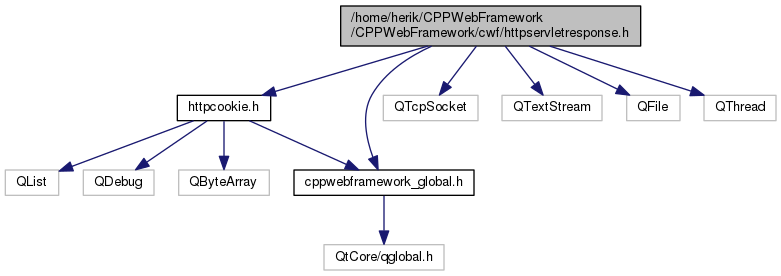 /home/herik/CPPWebFramework
/CPPWebFramework/cwf/httpservletresponse.h
httpcookie.h
QTcpSocket
QTextStream
QFile
QThread
QList
QDebug
QByteArray
cppwebframework_global.h
QtCore/qglobal.h